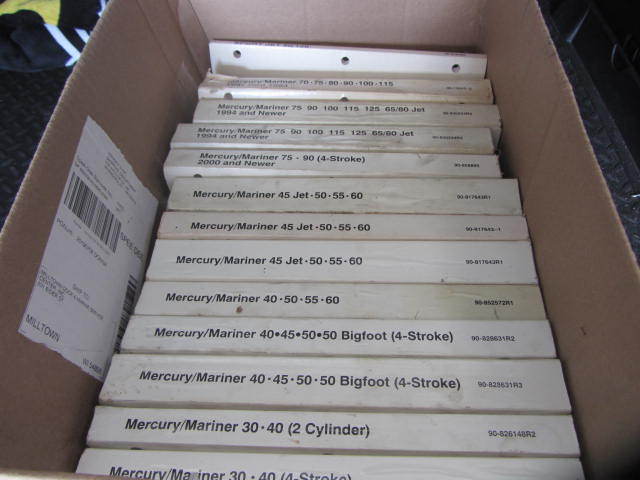 Mercury/Mariner 70·75·80·90·100·115
Mercury/Mariner 75 90 100 115 125 65/80 Jet
1994 and Newer
Mercury/Mariner 75 90 100 115 125 65/80 Jet
1994 and Newer
Mercury/Mariner 75 · 90 (4-Stroke)
2000 and Newer
Mercury/Mariner 45 Jet·50·55·60
90-817643R1
Mercury/Mariner 45 Jet·50·55·60
90-817643--1
Mercury/Mariner 45 Jet·50·55·60
90-817643R1
Mercury/Mariner 40·50·55·60
90-852572R1
Mercury/Mariner 40•45•50•50 Bigfoot (4-Stroke)
90-828631R2
Mercury/Mariner 40·45·50·50 Bigfoot (4-Stroke)
90-828631R3
Mercury/Mariner 30·40 (2 Cylinder)
90-826148R2
Mercury/Mariner 30·40 (4-Stroke)
SHIP TO:
MILLTOWN